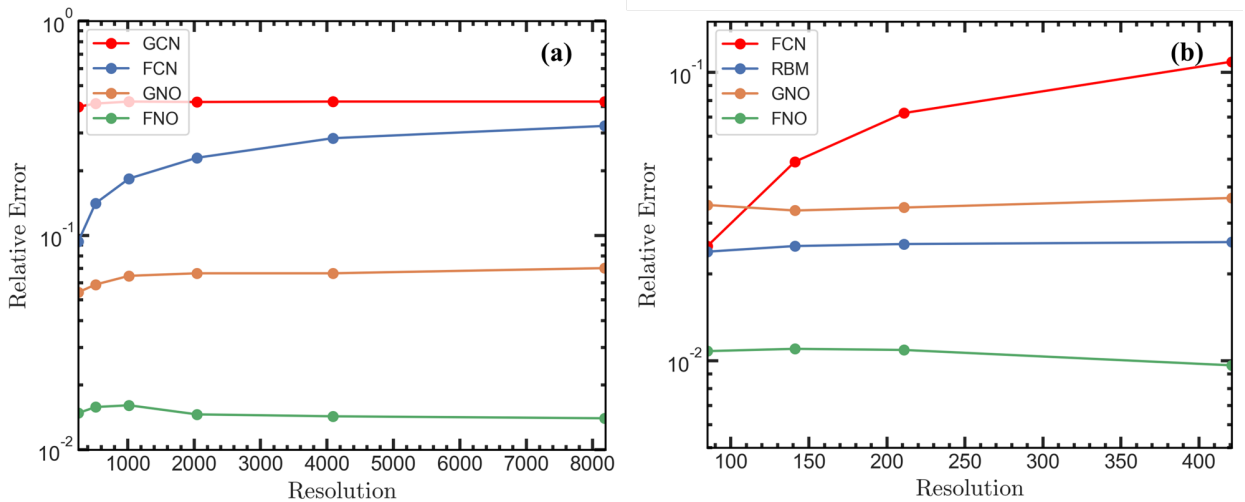 (a)
GCN
FCN
GNO
FNO
10^0
10^-1
10^-2
Relative Error
1000 2000 3000 4000 5000 6000 7000 8000
Resolution
(b)
FCN
RBM
GNO
FNO
10^-1
10^-2
Relative Error
100 150 200 250 300 350 400
Resolution